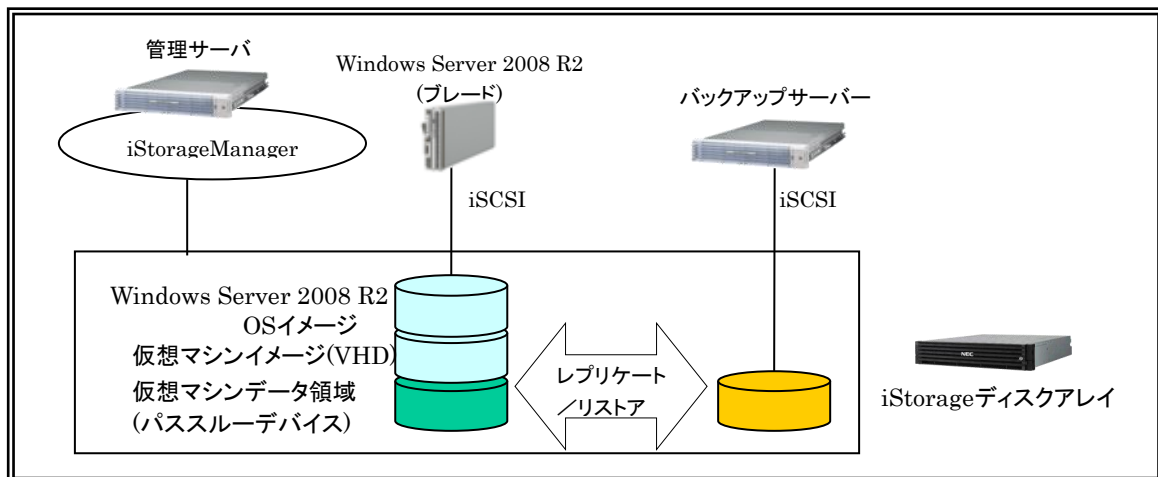 管理サーバ
Windows Server 2008 R2
(ブレード)
バックアップサーバー
iStorageManager
iSCSI
iSCSI
Windows Server 2008 R2
OSイメージ
仮想マシンイメージ(VHD)
仮想マシンデータ領域
(パススルーデバイス)
レプリケート
／リストア
NEC
iStorageディスクアレイ